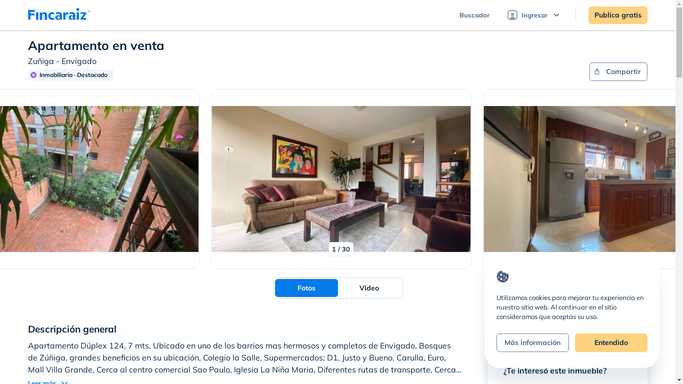 Fincaraiz
Buscador
Ingresar
Publica gratis
Apartamento en venta
Zuñiga - Envigado
Inmobiliaria · Destacado
Compartir
1 / 30
Fotos
Video
Descripción general
Apartamento Dúplex 124, 7 mts. Ubicado en uno de los barrios mas hermosos y completos de Envigado, Bosques
de Zúñiga, grandes beneficios en su ubicación, Colegio la Salle, Supermercados; D1, Justo y Bueno, Carulla, Euro,
Mall Villa Grande, Cerca al centro comercial Sao Paulo, Iglesia La Niña Maria, Diferentes rutas de transporte, Cerca...
Leer más
Utilizamos cookies para mejorar tu experiencia en
nuestro sitio web. Al continuar en el sitio
consideramos que aceptas su uso.
Más información
Entendido
¿Te interesó este inmueble?